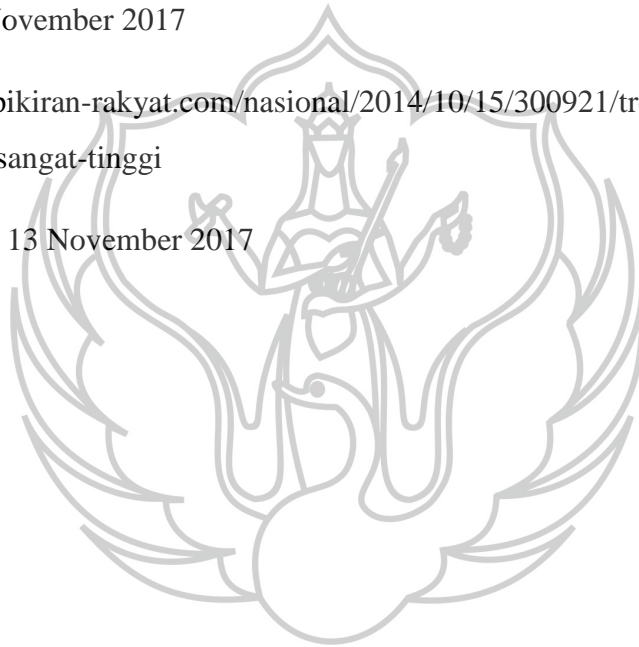 November 2017
pikiran-rakyat.com/nasional/2014/10/15/300921/tr
sangat-tinggi
13 November 2017